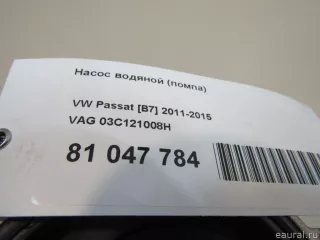 Насос водяной (помпа)
VW Passat [B7] 2011-2015
VAG 03C121008H
81 047 784
eaural.ru